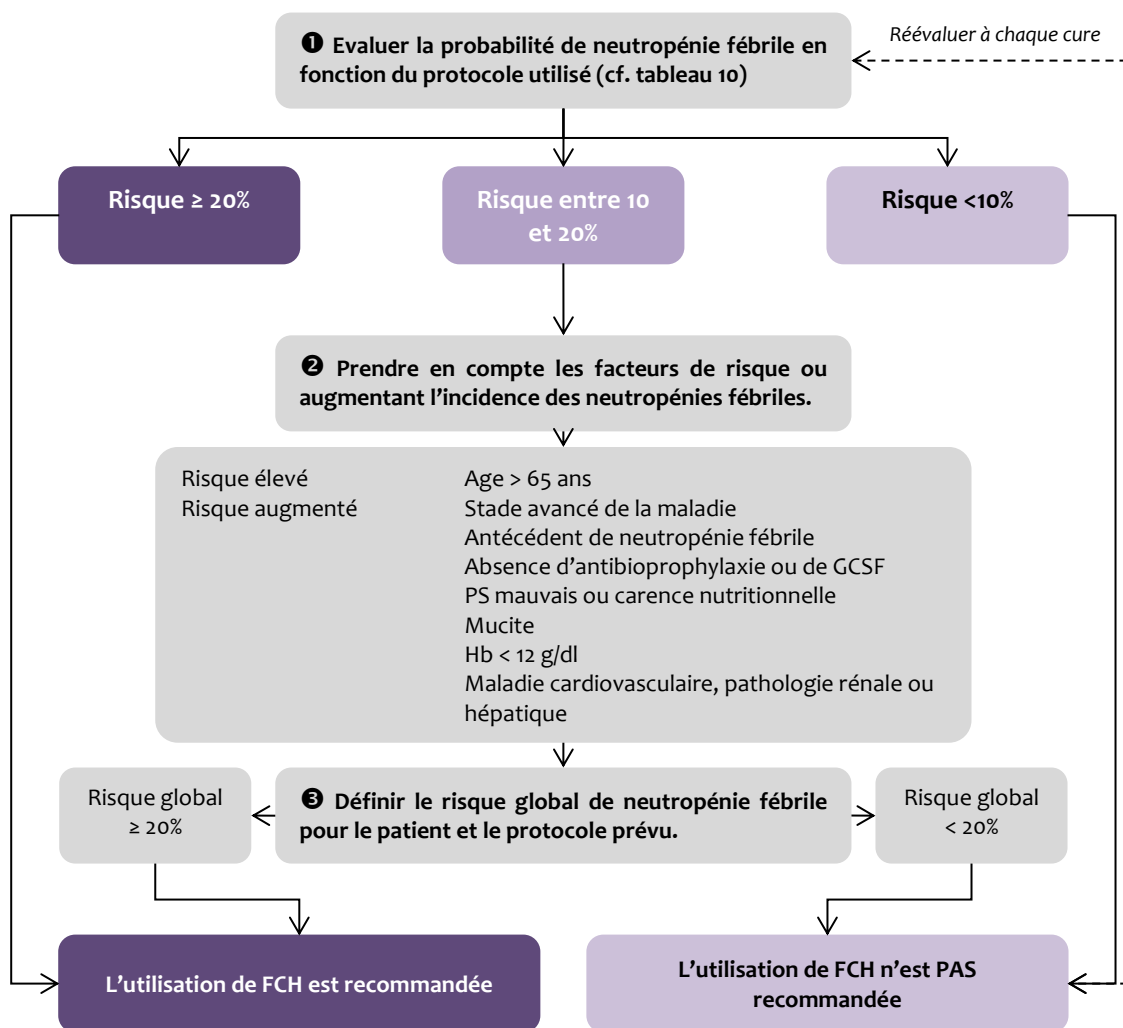 ❶ Evaluer la probabilité de neutropénie fébrile en
fonction du protocole utilisé (cf. tableau 10)
Réévaluer à chaque cure
Risque ≥ 20%
Risque entre 10
et 20%
Risque <10%
❷ Prendre en compte les facteurs de risque ou
augmentant l'incidence des neutropénies fébriles.
Risque élevé
Age > 65 ans
Risque augmenté
Stade avancé de la maladie
Antécédent de neutropénie fébrile
Absence d'antibioprophylaxie ou de GCSF
PS mauvais ou carence nutritionnelle
Mucite
Hb < 12 g/dl
Maladie cardiovasculaire, pathologie rénale ou
hépatique
Risque global
≥ 20%
❸ Définir le risque global de neutropénie fébrile
pour le patient et le protocole prévu.
Risque global
< 20%
L'utilisation de FCH est recommandée
L'utilisation de FCH n'est PAS
recommandée